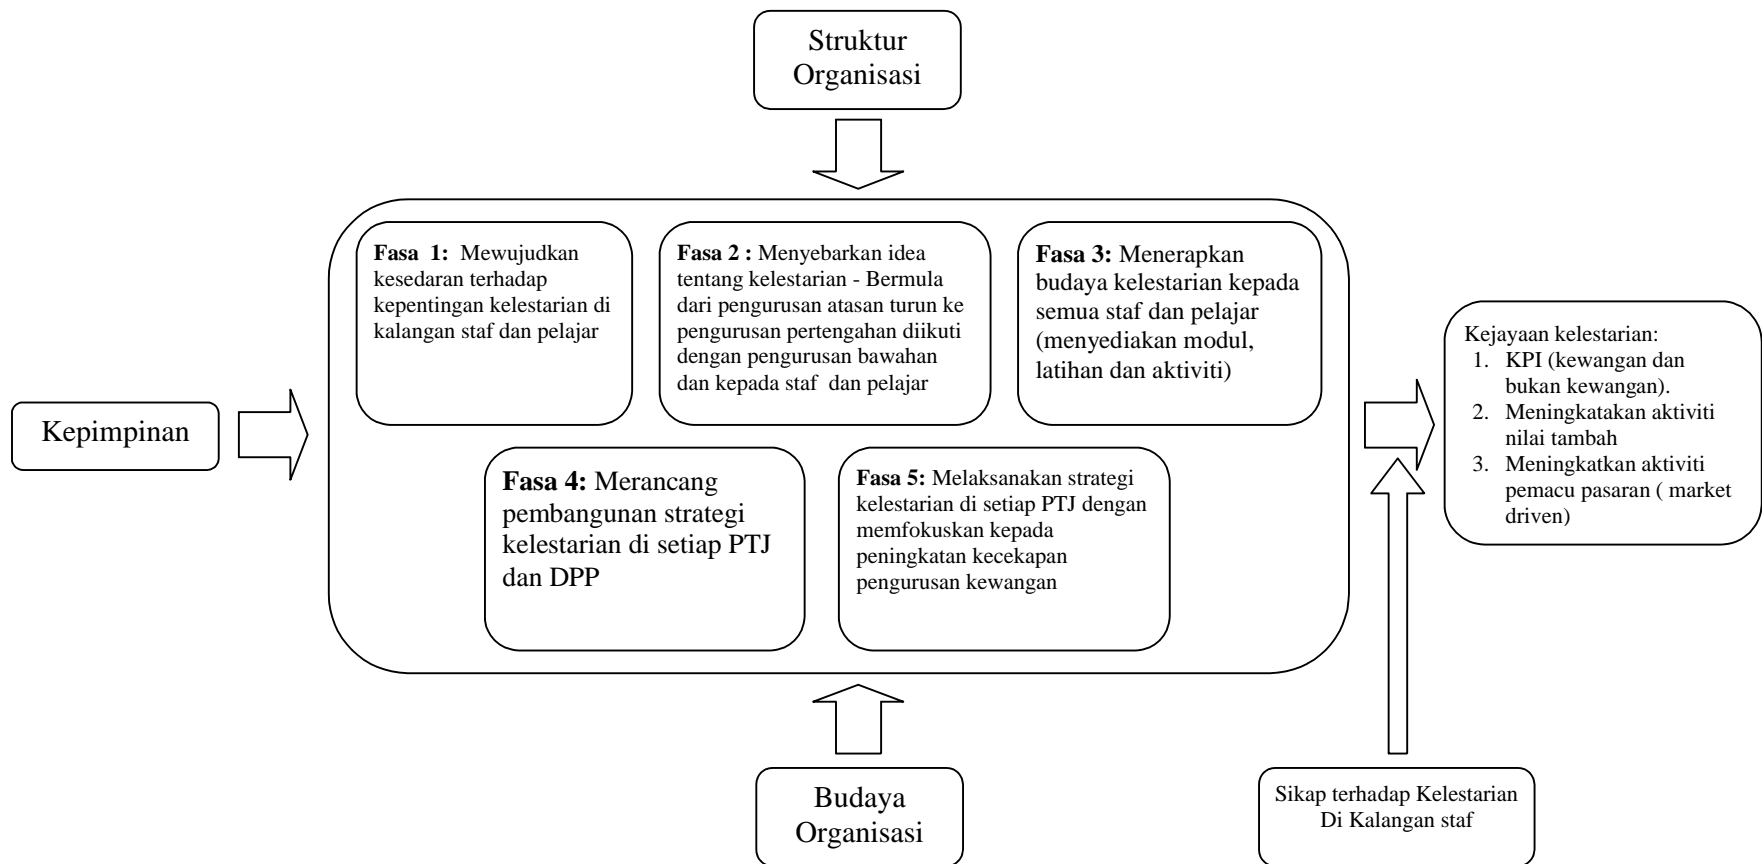 Struktur
Organisasi
Fasa 1: Mewujudkan
kesedaran terhadap
kepentingan kelestarian di
kalangan staf dan pelajar
Fasa 2 : Menyebarkan idea
tentang kelestarian - Bermula
dari pengurusan atasan turun ke
pengurusan pertengahan diikuti
dengan pengurusan bawahan
dan kepada staf dan pelajar
Fasa 3: Menerapkan
budaya kelestarian kepada
semua staf dan pelajar
(menyediakan modul,
latihan dan aktiviti)
Kepimpinan
Fasa 4: Merancang
pembangunan strategi
kelestarian di setiap PTJ
dan DPP
Fasa 5: Melaksanakan strategi
kelestarian di setiap PTJ dengan
memfokuskan kepada
peningkatan kecekapan
pengurusan kewangan
Kejayaan kelestarian:
1. KPI (kewangan dan
bukan kewangan).
2. Meningkatakan aktiviti
nilai tambah
3. Meningkatkan aktiviti
pemacu pasaran ( market
driven)
Budaya
Organisasi
Sikap terhadap Kelestarian
Di Kalangan staf